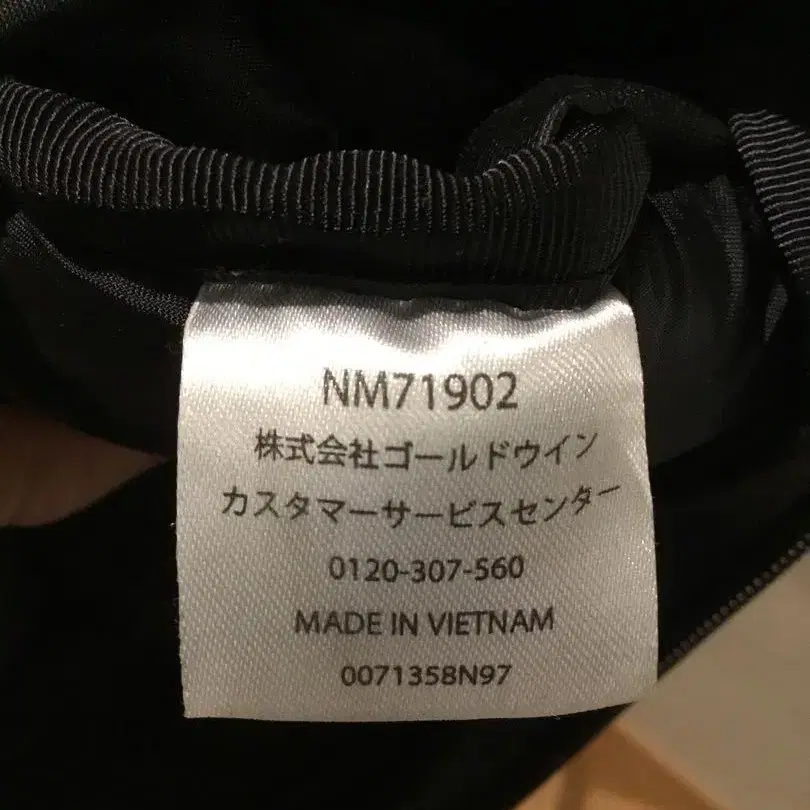 NM71902
株式会社ゴールドウイン
カスタマーサービスセンター
0120-307-560
MADE IN VIETNAM
0071358N97